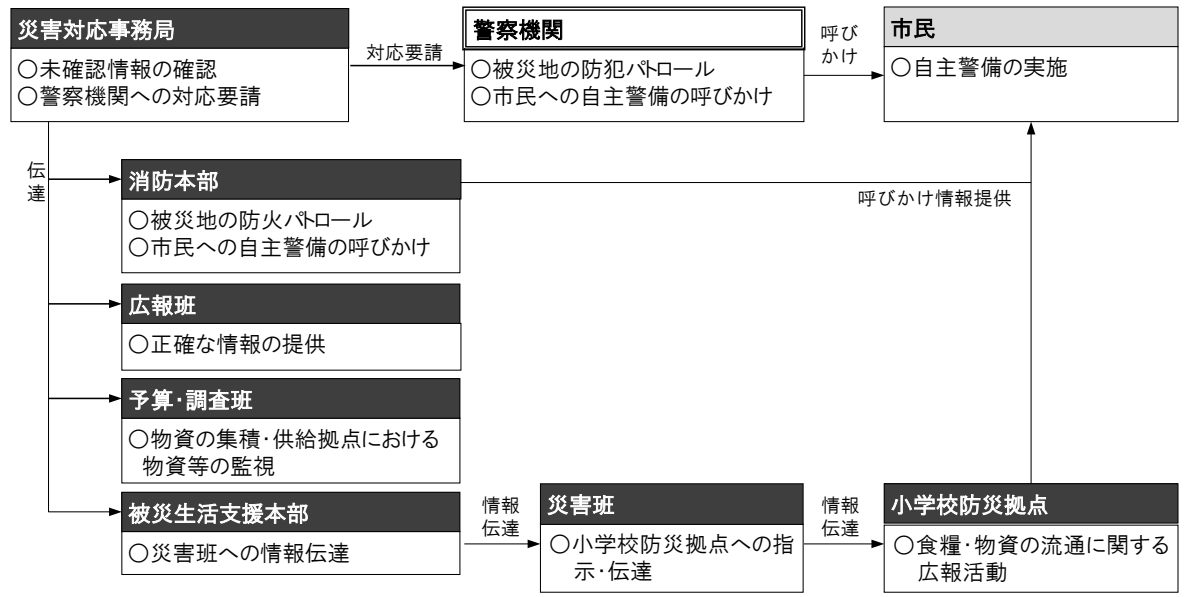 災害対応事務局
○未確認情報の確認
○警察機関への対応要請
対応要請
警察機関
○被災地の防犯パトロール
○市民への自主警備の呼びかけ
呼び
かけ
市民
○自主警備の実施
伝
達
消防本部
○被災地の防火パトロール
○市民への自主警備の呼びかけ
呼びかけ情報提供
広報班
○正確な情報の提供
予算・調査班
○物資の集積・供給拠点における
物資等の監視
被災生活支援本部
○災害班への情報伝達
情報
伝達
災害班
○小学校防災拠点への指
示・伝達
情報
伝達
小学校防災拠点
○食糧・物資の流通に関する
広報活動